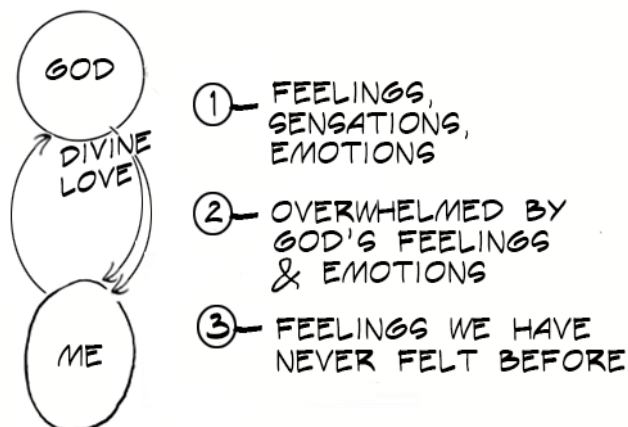 GOD
DIVINE
LOVE
ME
1 — FEELINGS,
SENSATIONS,
EMOTIONS
2 — OVERWHELMED BY
GOD'S FEELINGS
& EMOTIONS
3 — FEELINGS WE HAVE
NEVER FELT BEFORE